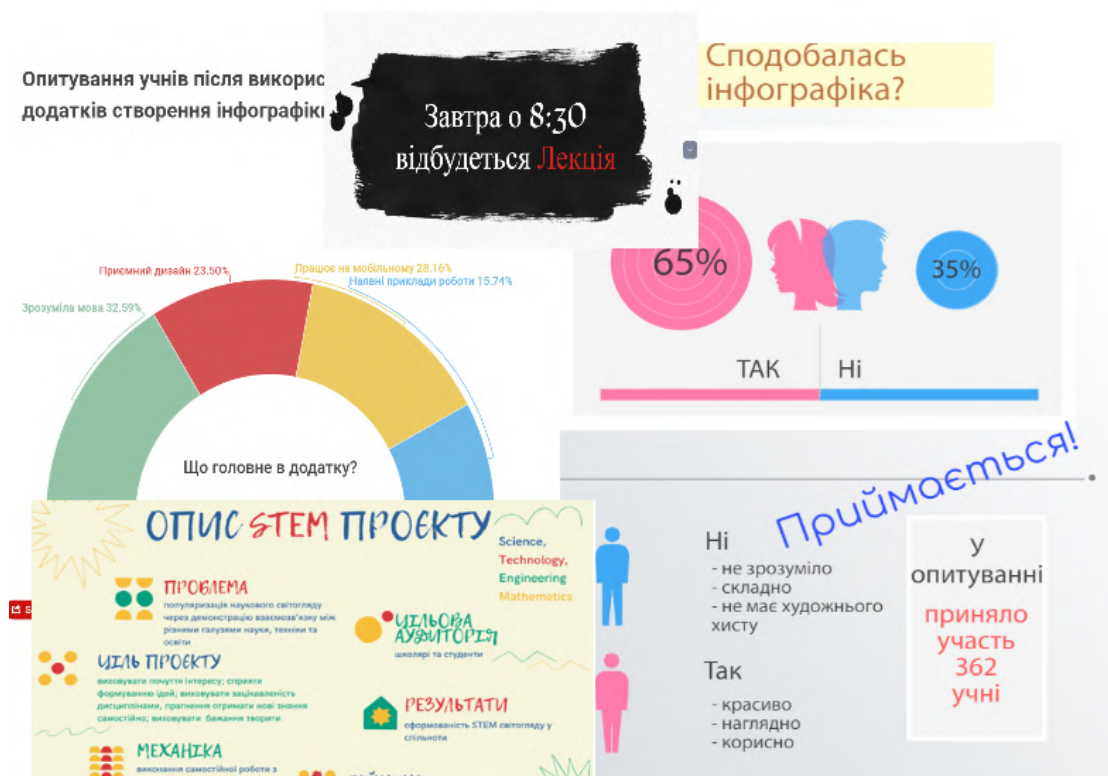 Опитування учнів після викорис
додатків створення інфографіки
Завтра о 8:30
відбудеться Лекція
Сподобалась
інфографіка?
Приємний дизайн 23.50%
Працює на мобільному 28.16%
Наявні приклади роботи 15.74%
Зрозуміла мова 32.59%
Що головне в додатку?
65%
35%
ТАК
Ні
Приймається!
ОПИС STEM ПРОЄКТУ
Science,
Technology,
Engineering
Mathematics
ПРОБЛЕМА
популяризація наукового світогляду
через демонстрацію взаємозв'язку між
різними галузями науки, техніки та
освіти
ЦІЛЬОВА
АУДИТОРІЯ
школярі та студенти
ЦІЛЬ ПРОЄКТУ
виховувати почуття інтересу; сприяти
формуванню ідей; виховувати зацікавленість
дисциплінами, прагнення отримати нові знання
самостійно; виховувати бажання творити
РЕЗУЛЬТАТИ
сформованість STEM світогляду у
спільноти
МЕХАНІКА
виконання самостійної роботи з
Ні
- не зрозуміло
- складно
- не має художнього
хисту
Так
- красиво
- наглядно
- корисно
У
опитуванні
приняло
участь
362
учні